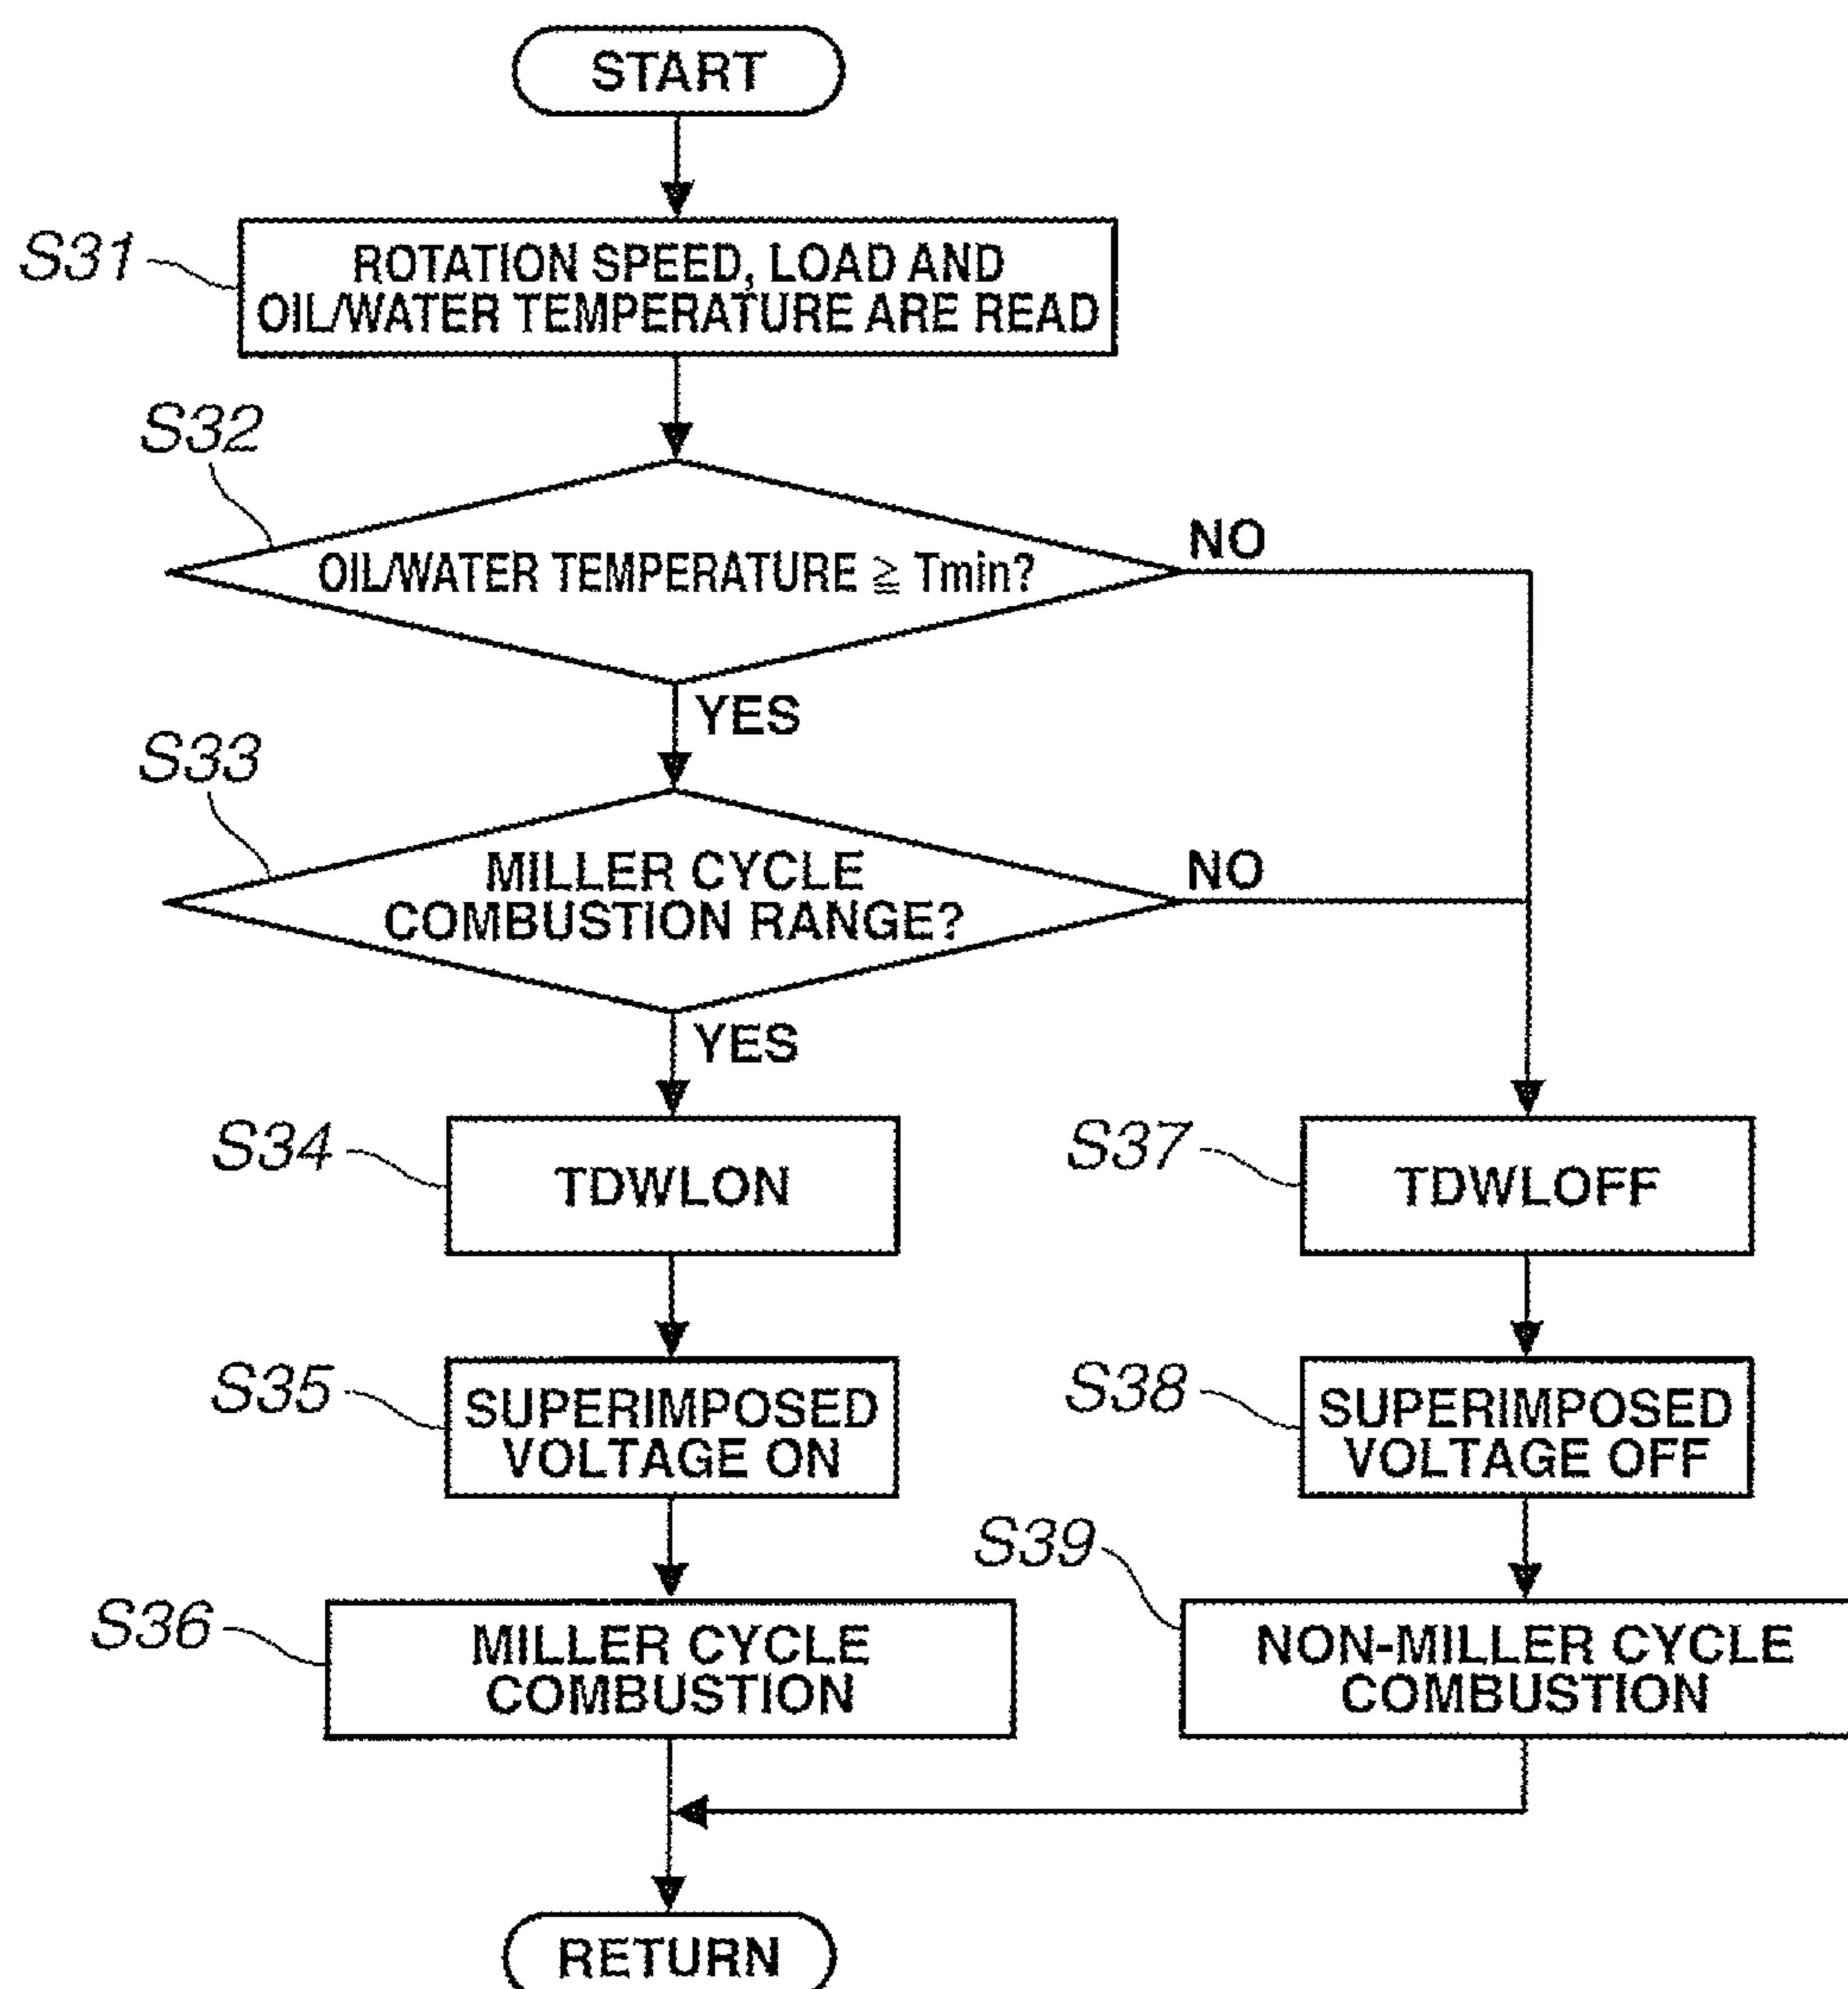 START
S31
ROTATION SPEED, LOAD AND
OIL/WATER TEMPERATURE ARE READ
S32
OIL/WATER TEMPERATURE ≧ Tmin?
NO
YES
S33
MILLER CYCLE
COMBUSTION RANGE?
NO
YES
S34
TDWLON
S37
TDWLOFF
S35
SUPERIMPOSED
VOLTAGE ON
S38
SUPERIMPOSED
VOLTAGE OFF
S36
MILLER CYCLE
COMBUSTION
S39
NON-MILLER CYCLE
COMBUSTION
RETURN